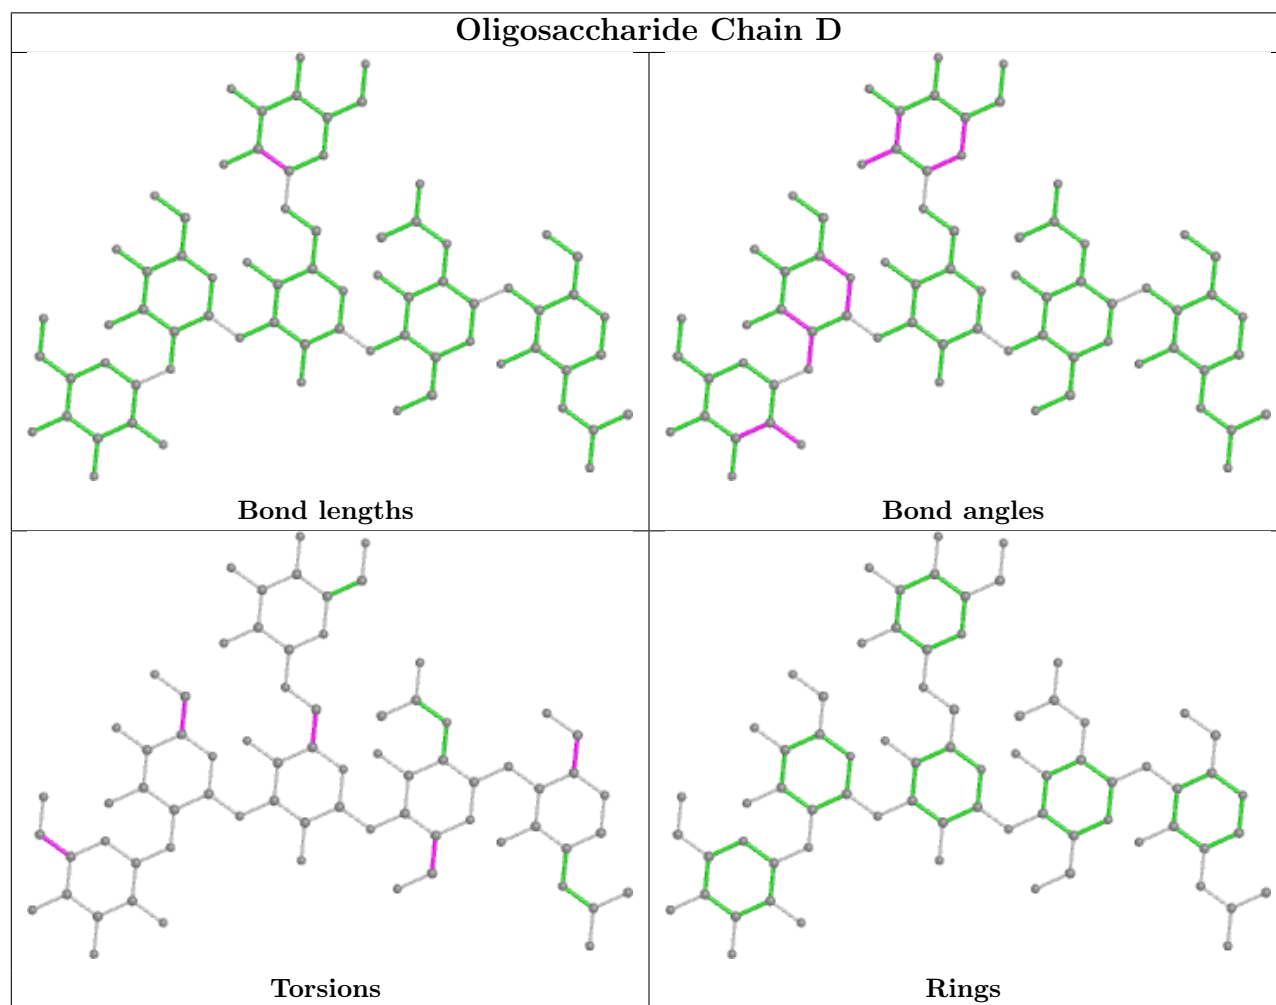 Oligosaccharide Chain D
Bond lengths
Bond angles
Torsions
Rings